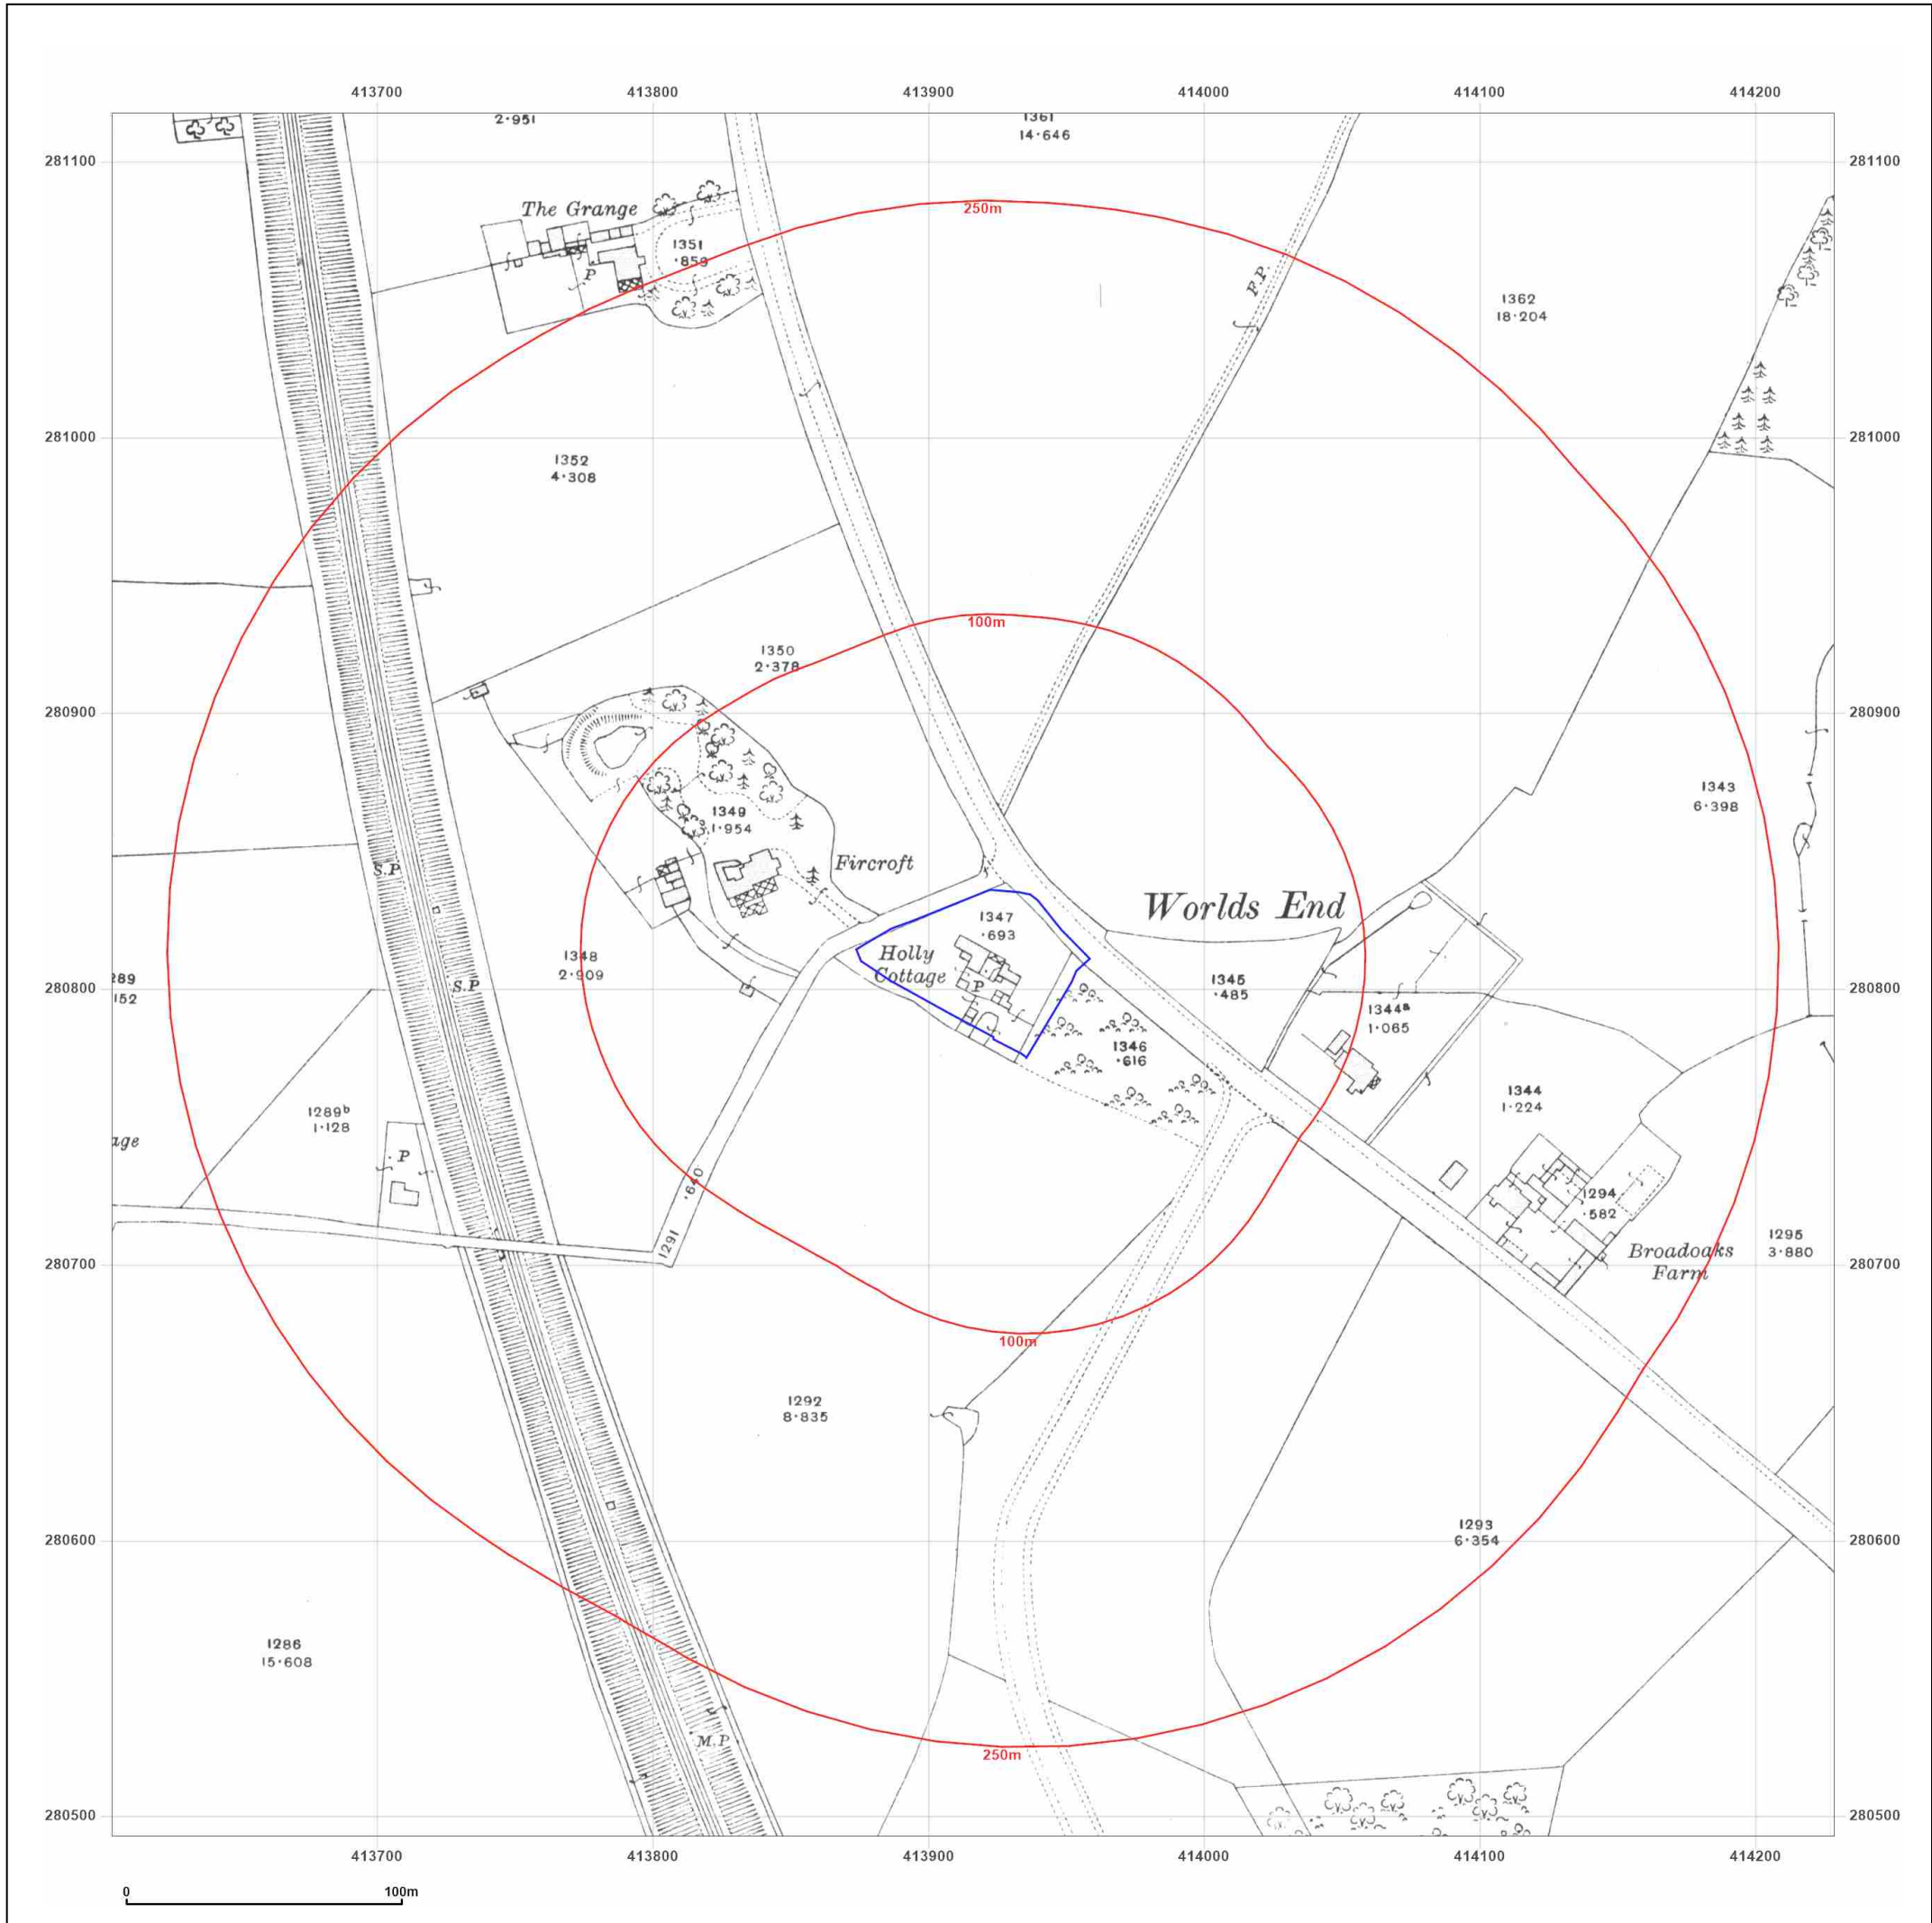 413700 413800 413900 414000 414100 414200
281100
281000
280900
280800
280700
280600
280500
281100
281000
280900
280800
280700
280600
280500
2·951
1361
14·646
250m
The Grange
1351
·859
P
F.P.
1362
18·204
1352
4·308
100m
1350
2·378
1349
1·954
Fircroft
1343
6·398
S.P
Worlds End
1347
·693
Holly
Cottage
P
1348
2·909
S.P
289
152
1345
·485
1344a
1·065
1346
·616
1344
1·224
1289b
1·128
age
P
·640
1291
1294
·582
1295
3·880
Broadoaks
Farm
100m
1292
8·835
1293
6·354
1286
15·608
M.P
250m
413700 413800 413900 414000 414100 414200
0 100m